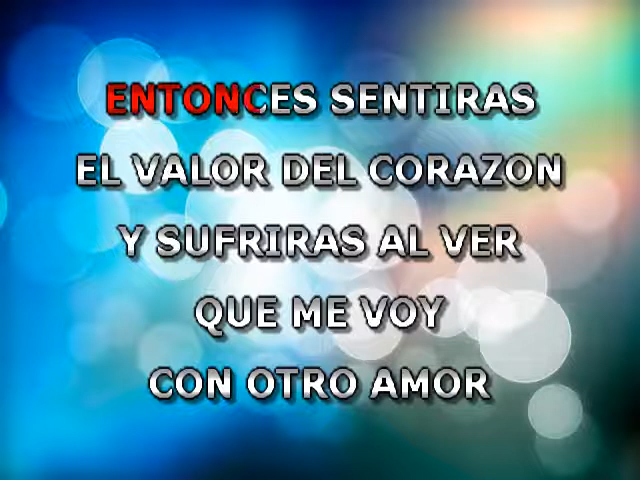 ENTONCES SENTIRAS
EL VALOR DEL CORAZON
Y SUFRIRAS AL VER
QUE ME VOY
CON OTRO AMOR